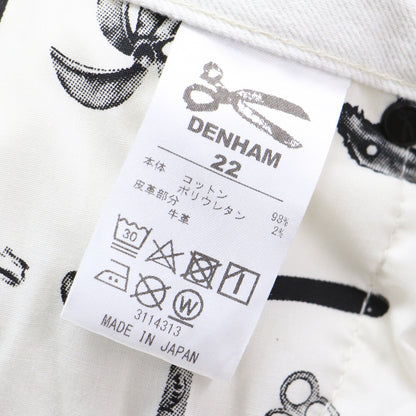 DENHAM
22
本体 コットン 98%
ポリウレタン 2%
皮革部分 牛革
30
W
3114313
MADE IN JAPAN